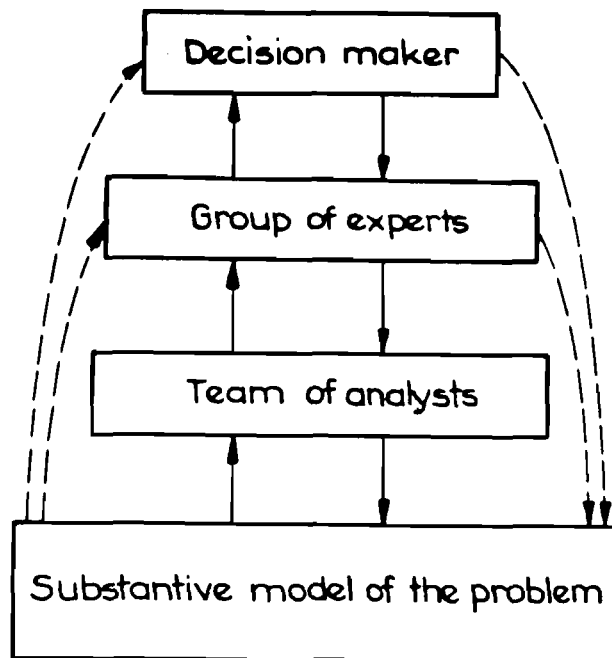 Decision maker
Group of experts
Team of analysts
Substantive model of the problem